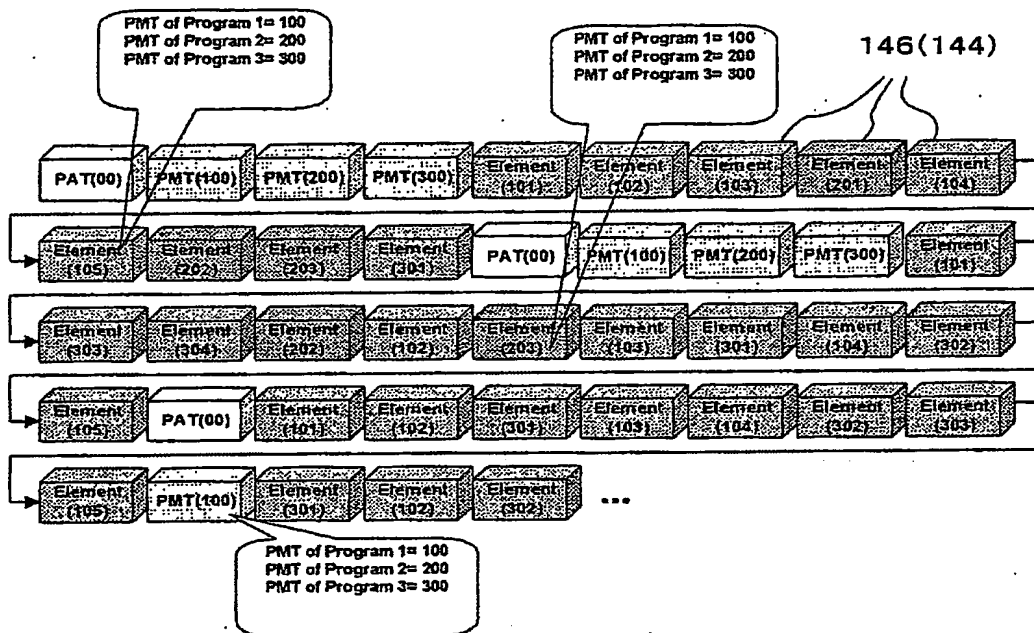 PMT of Program 1= 100
PMT of Program 2= 200
PMT of Program 3= 300
PMT of Program 1= 100
PMT of Program 2= 200
PMT of Program 3= 300
146(144)
PAT(00) PMT(100) PMT(200) PMT(300) Element (101) Element (102) Element (103) Element (201) Element (104)
Element (105) Element (202) Element (203) Element (301) PAT(00) PMT(100) PMT(200) PMT(300) Element (101)
Element (303) Element (304) Element (202) Element (102) Element (203) Element (103) Element (301) Element (104) Element (302)
Element (105) PAT(00) Element (101) Element (102) Element (301) Element (103) Element (104) Element (302) Element (303)
Element (105) PMT(100) Element (301) Element (102) Element (302) ...
PMT of Program 1= 100
PMT of Program 2= 200
PMT of Program 3= 300